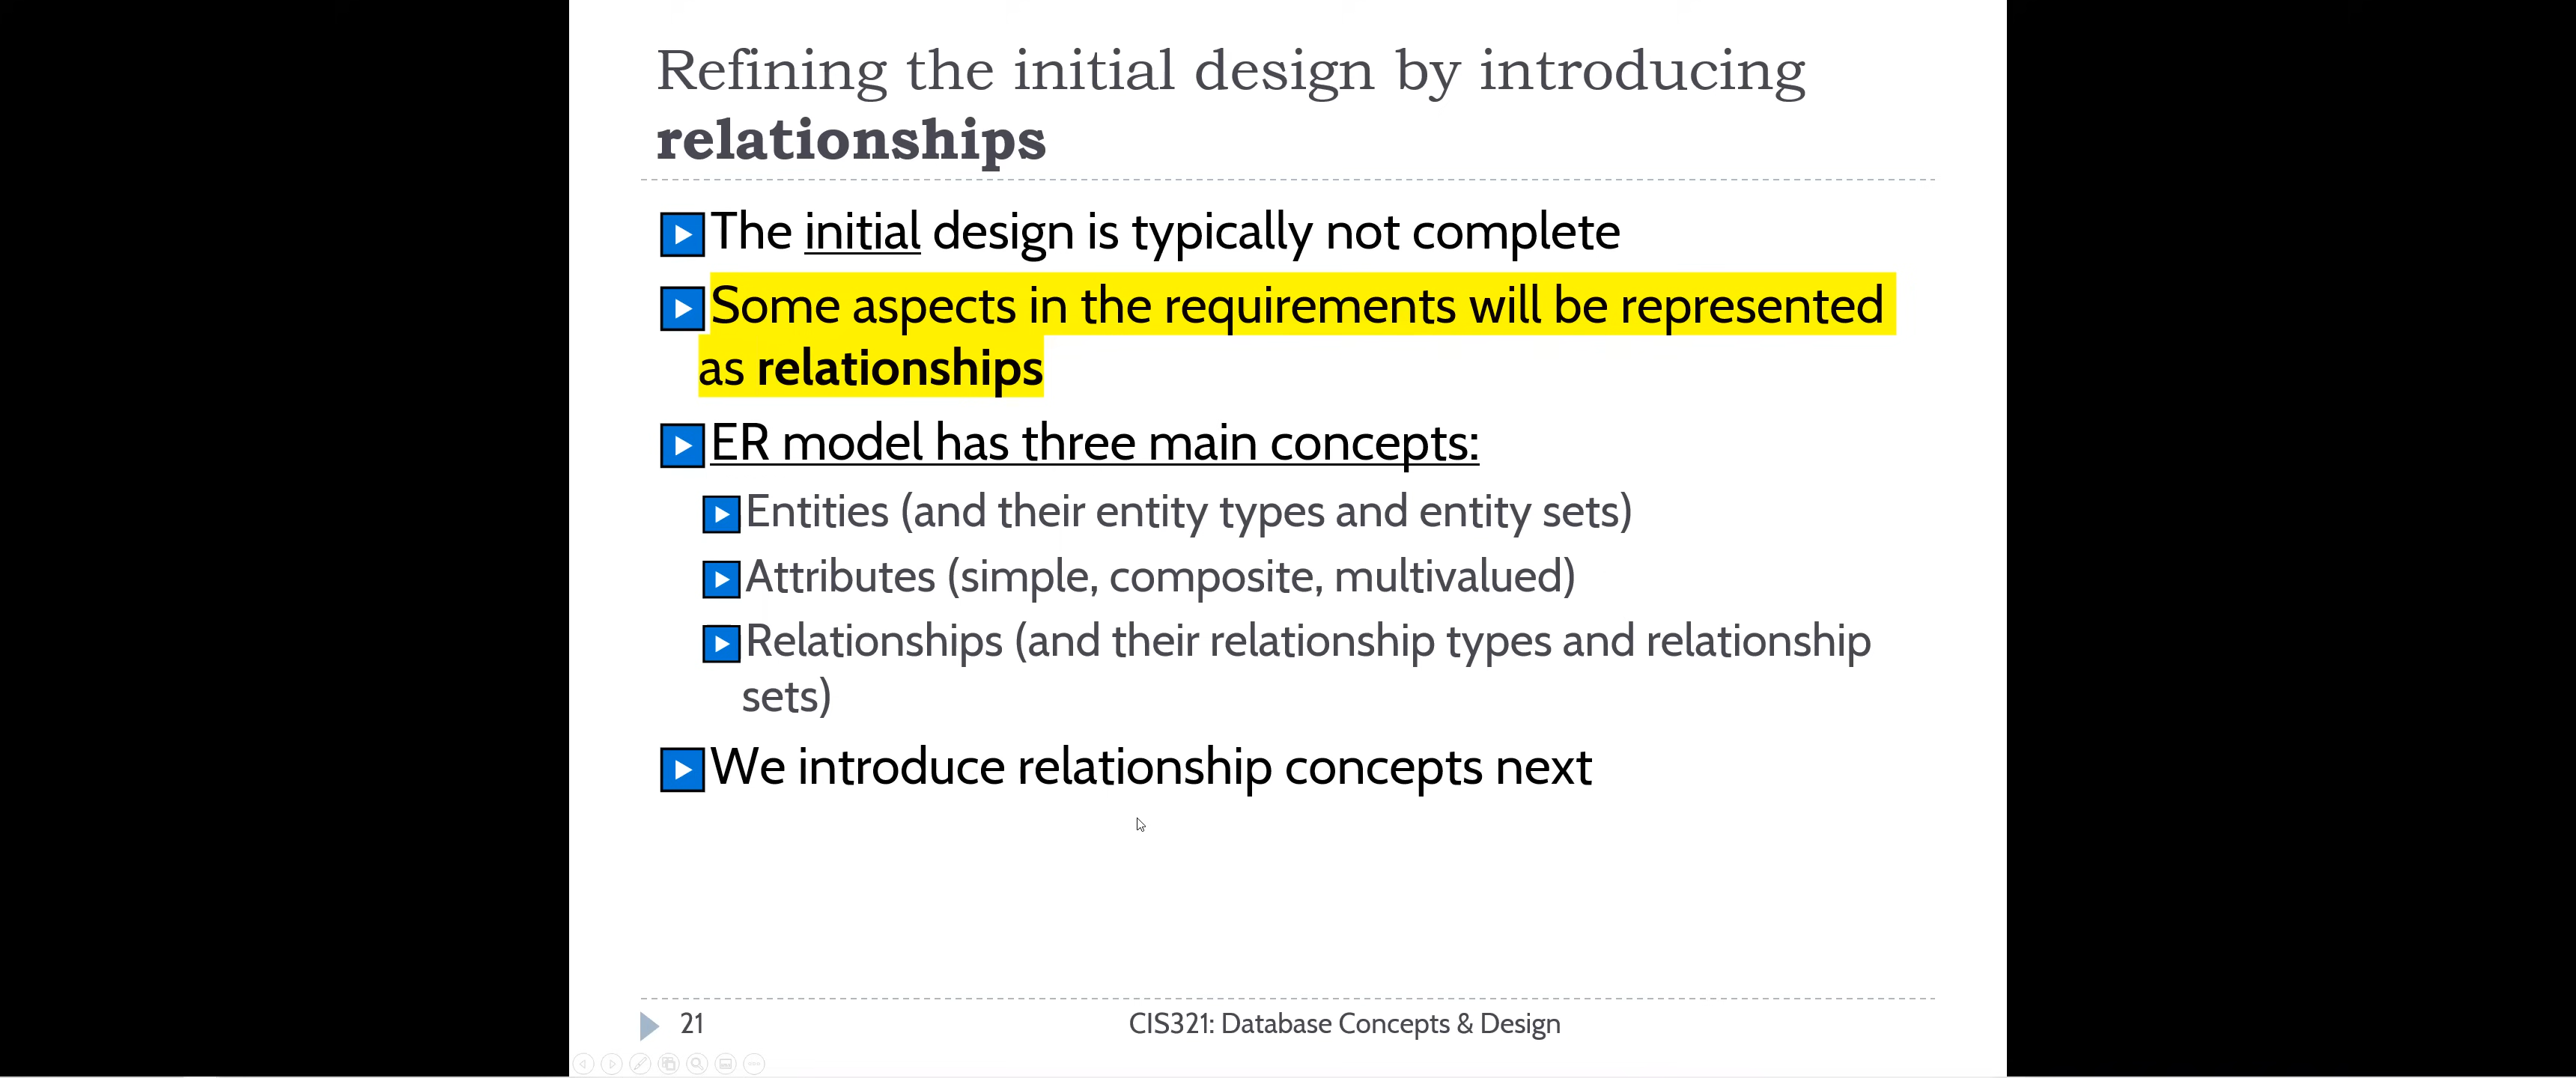 Refining the initial design by introducing
relationships
The initial design is typically not complete
Some aspects in the requirements will be represented
as relationships
ER model has three main concepts:
Entities (and their entity types and entity sets)
Attributes (simple, composite, multivalued)
Relationships (and their relationship types and relationship
sets)
We introduce relationship concepts next
21
CIS321: Database Concepts & Design